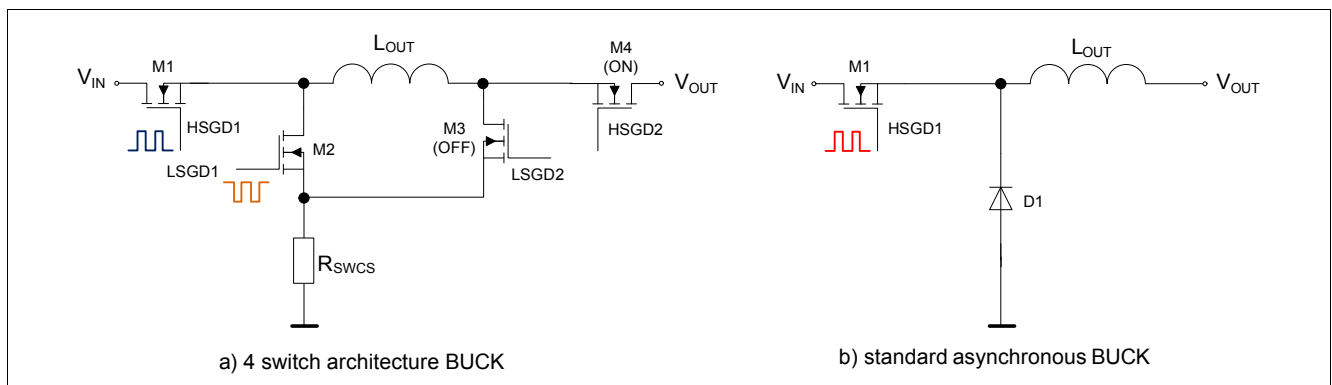 L_OUT
M1
M4
(ON)
V_IN
V_OUT
HSGD1
HSGD2
M3
(OFF)
M2
LSGD1
LSGD2
R_SWCS
a) 4 switch architecture BUCK
L_OUT
M1
V_IN
V_OUT
HSGD1
D1
b) standard asynchronous BUCK